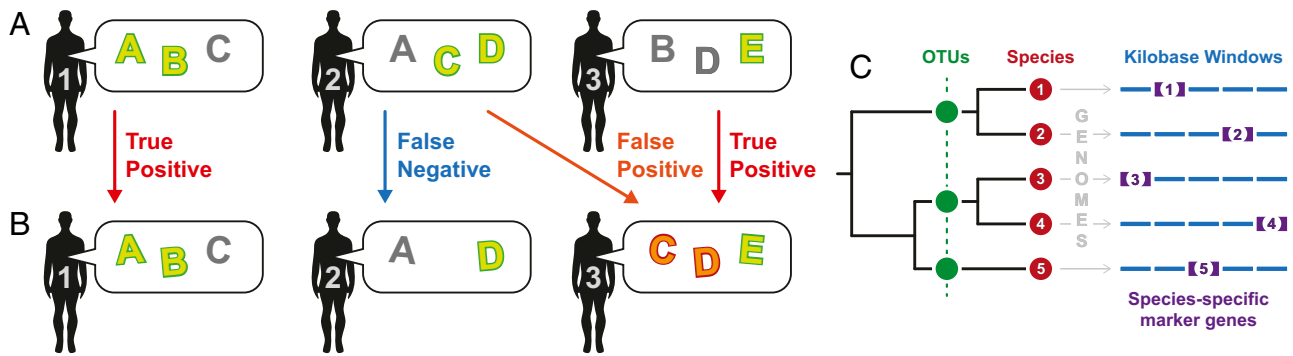 A
1
A B C
2
A C D
3
B D E
True
Positive
False
Negative
False
Positive
True
Positive
B
1
A B C
2
A D
3
C D E
C
OTUs
Species
Kilobase Windows
1
2
3
4
5
GENOMES
[1]
[2]
[3]
[4]
[5]
Species-specific
marker genes